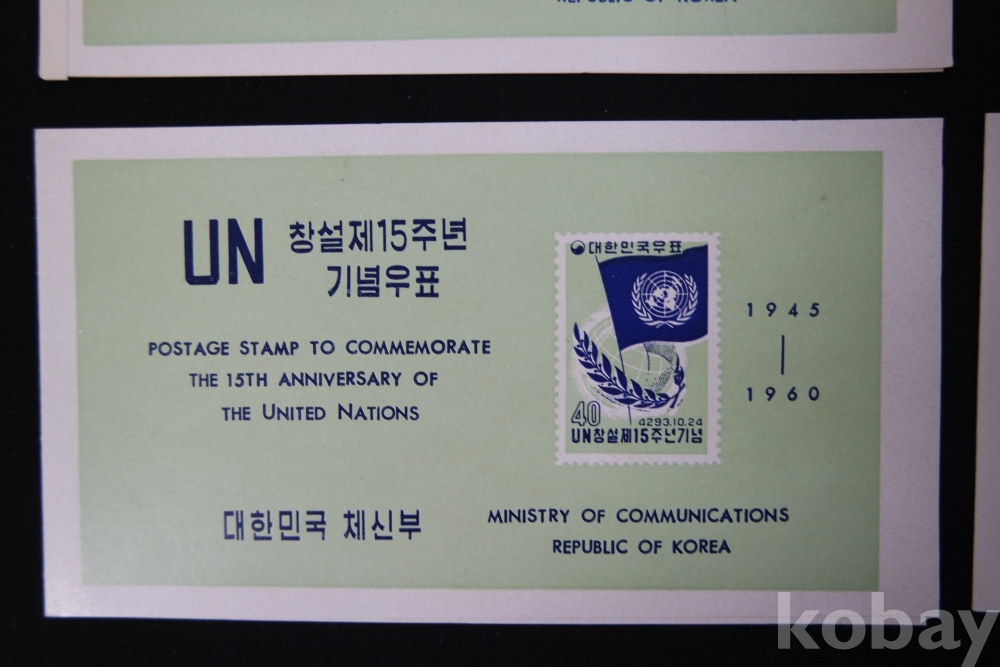 REPUBLIC OF KOREA
UN 창설제15주년
기념우표
POSTAGE STAMP TO COMMEMORATE
THE 15TH ANNIVERSARY OF
THE UNITED NATIONS
대한민국우표
40
4293.10.24
UN창설제15주년기념
1945
1960
대한민국 체신부
MINISTRY OF COMMUNICATIONS
REPUBLIC OF KOREA
kobay